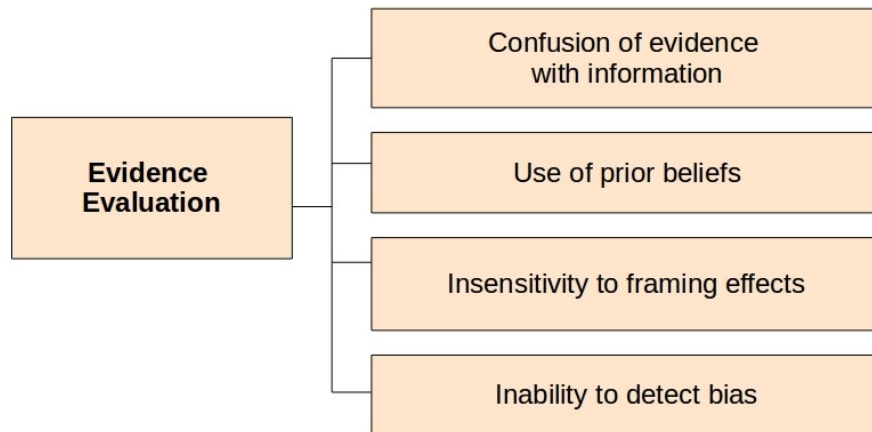 Evidence
Evaluation
Confusion of evidence
with information
Use of prior beliefs
Insensitivity to framing effects
Inability to detect bias